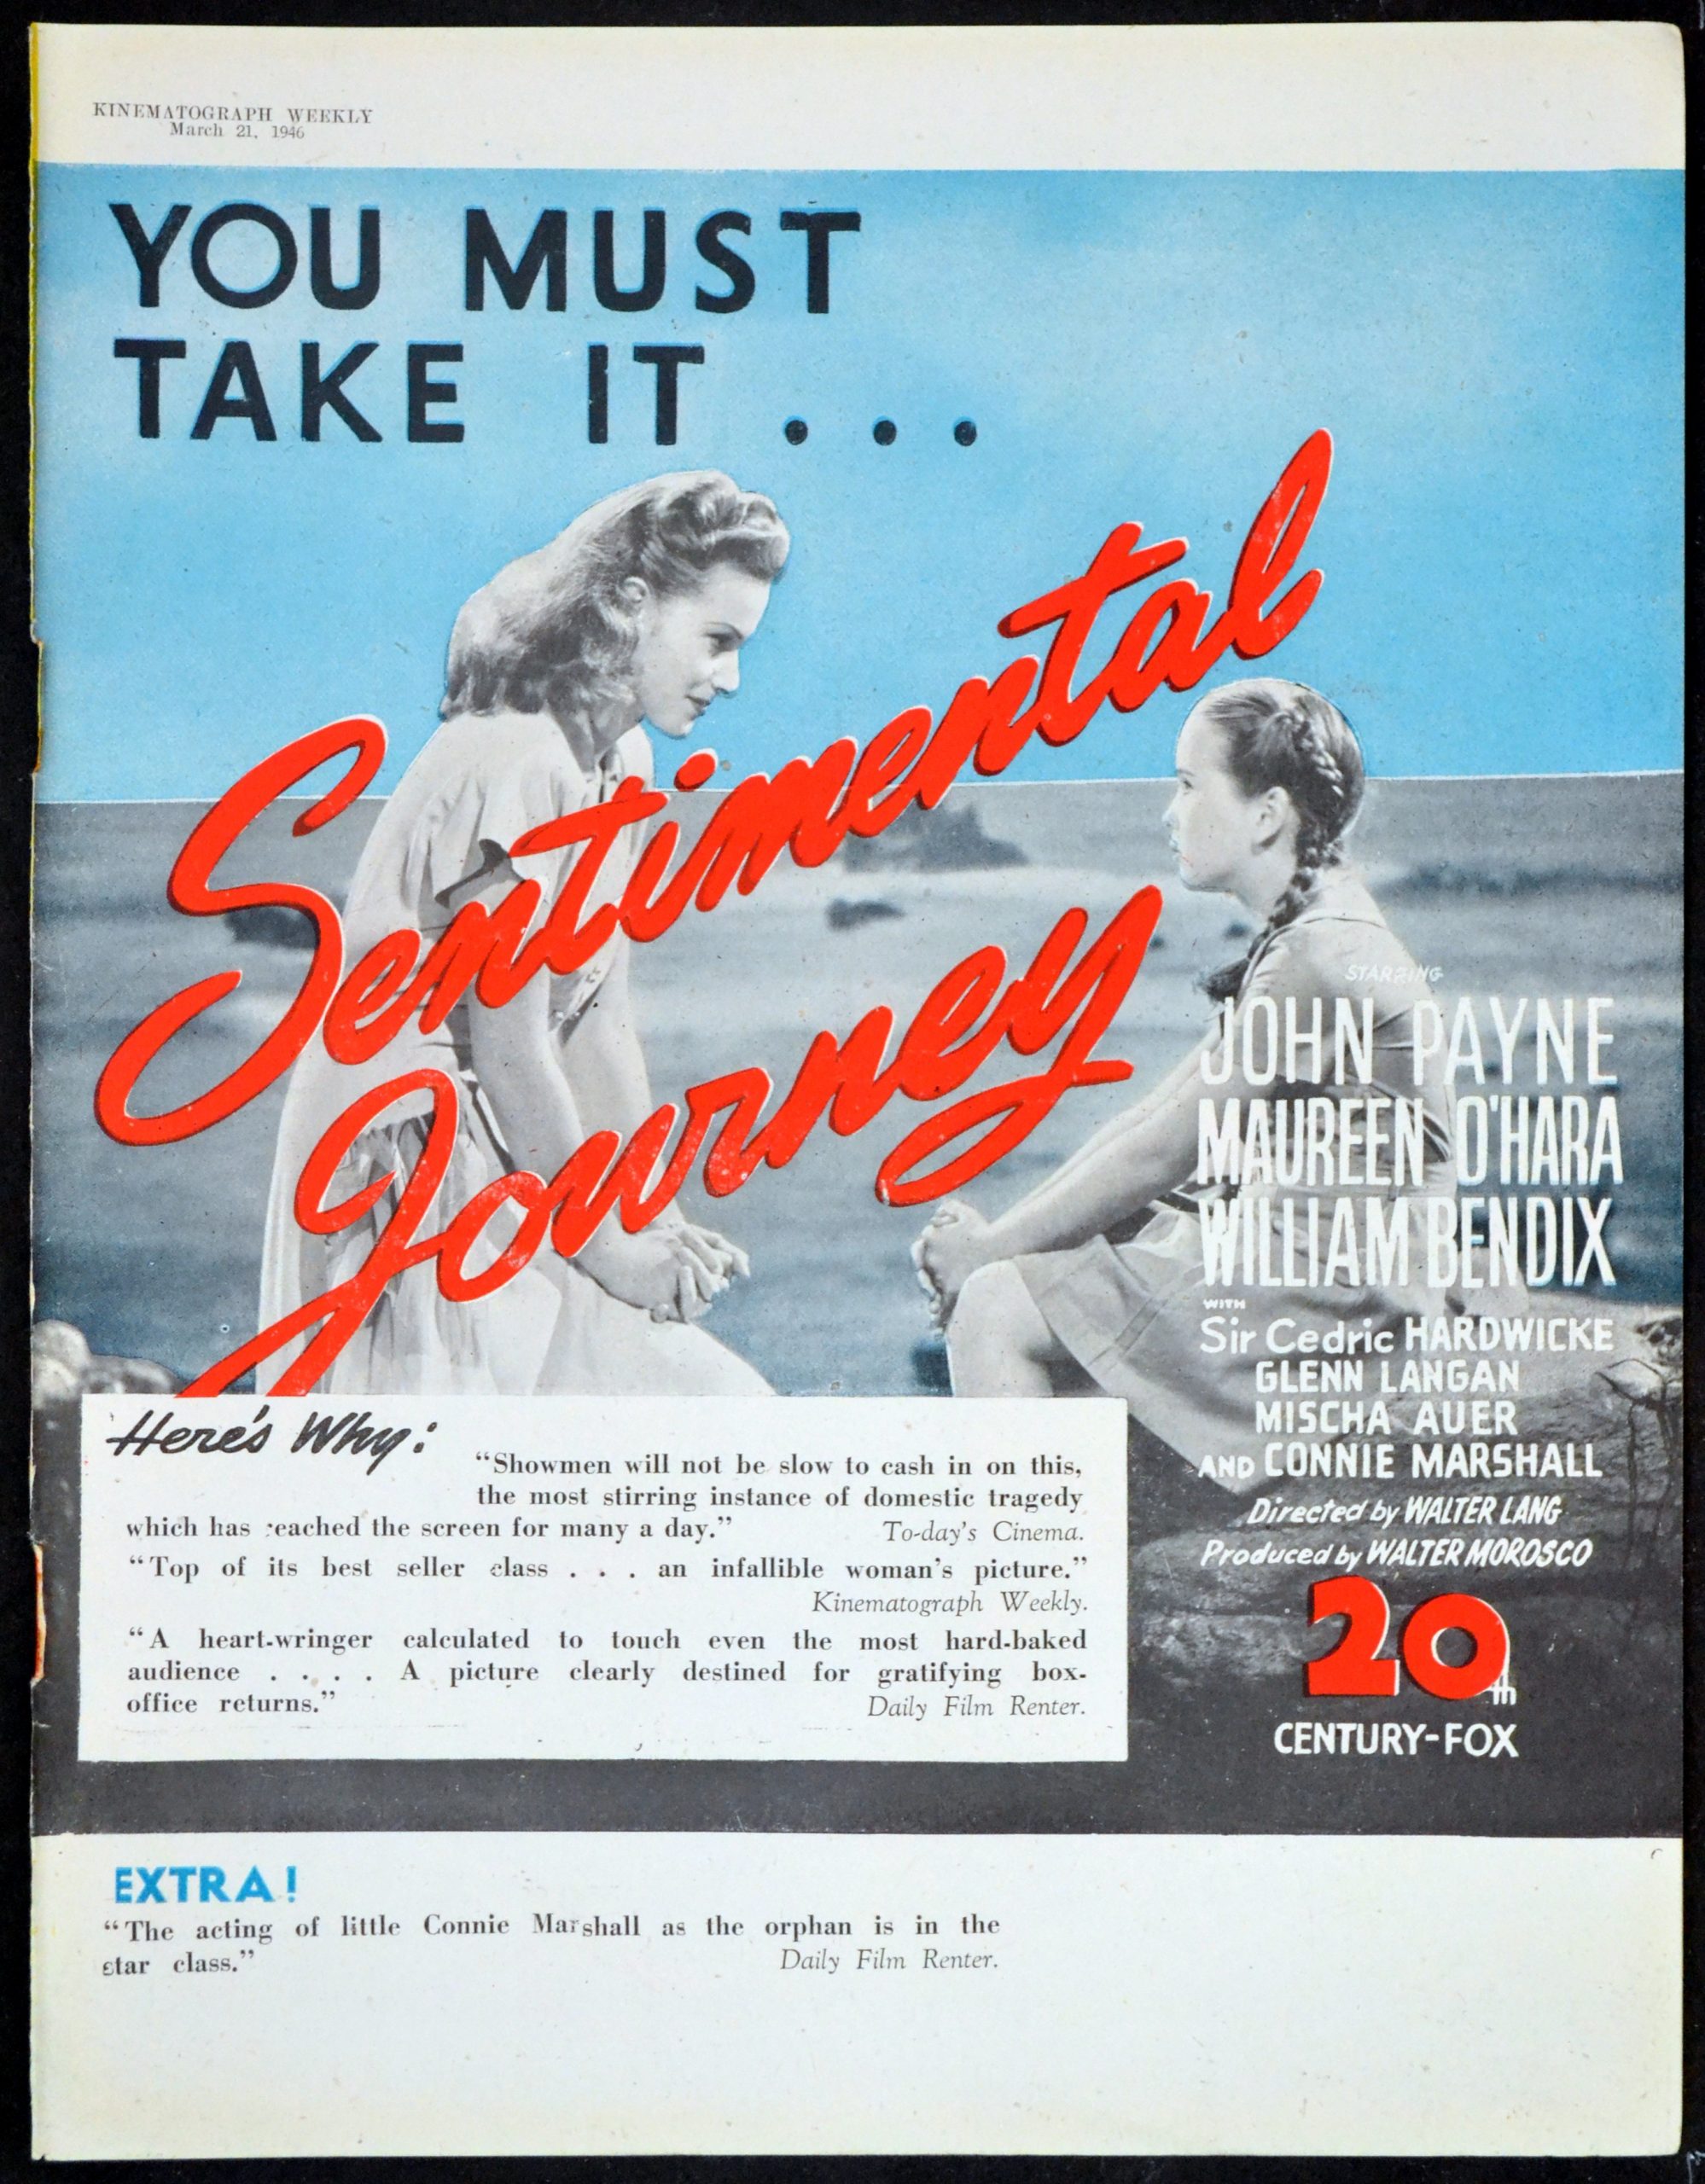 KINEMATOGRAPH WEEKLY
March 21, 1946
YOU MUST
TAKE IT . . .
Sentimental
Journey
STARRING
JOHN PAYNE
MAUREEN O'HARA
WILLIAM BENDIX
WITH
Sir Cedric HARDWICKE
GLENN LANGAN
MISCHA AUER
AND CONNIE MARSHALL
Directed by WALTER LANG
Produced by WALTER MOROSCO
20th
CENTURY-FOX
Here's Why:
“Showmen will not be slow to cash in on this,
the most stirring instance of domestic tragedy
which has reached the screen for many a day.” To-day's Cinema.
“Top of its best seller class . . . an infallible woman's picture.”
Kinematograph Weekly.
“A heart-wringer calculated to touch even the most hard-baked
audience . . . . A picture clearly destined for gratifying box-
office returns.” Daily Film Renter.
EXTRA!
“The acting of little Connie Marshall as the orphan is in the
star class.” Daily Film Renter.